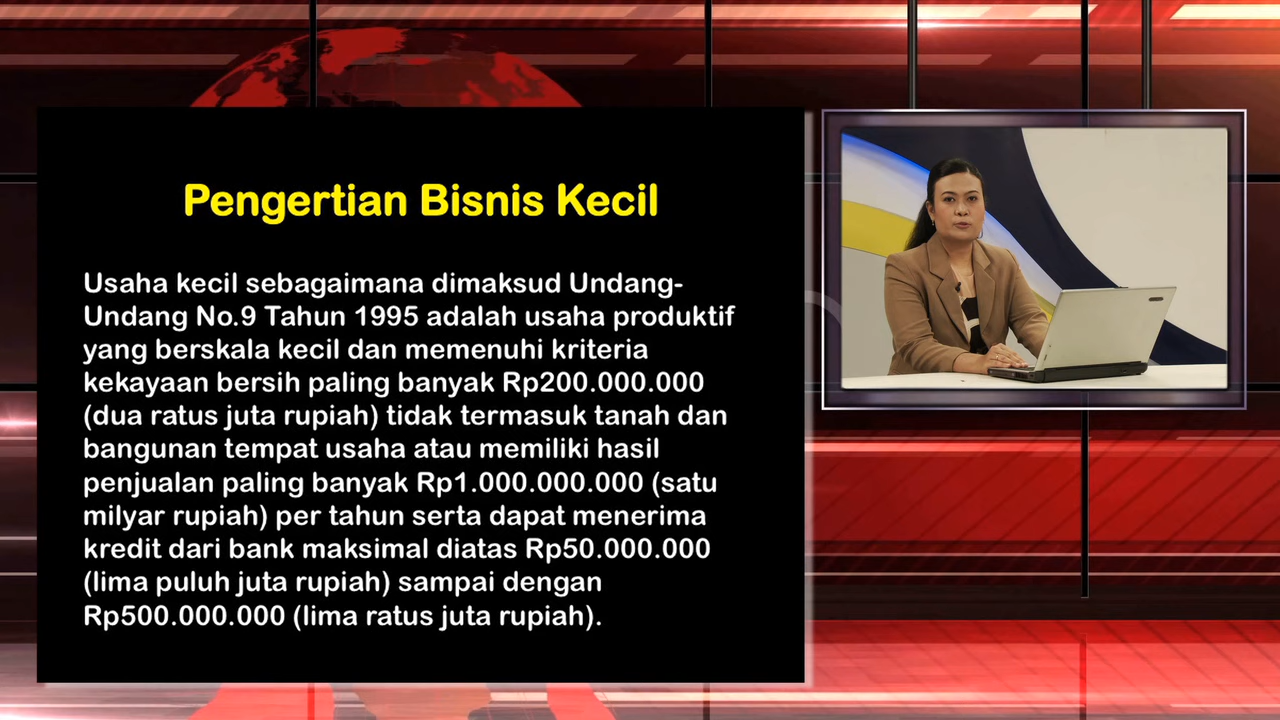 Pengertian Bisnis Kecil
Usaha kecil sebagaimana dimaksud Undang-
Undang No.9 Tahun 1995 adalah usaha produktif
yang berskala kecil dan memenuhi kriteria
kekayaan bersih paling banyak Rp200.000.000
(dua ratus juta rupiah) tidak termasuk tanah dan
bangunan tempat usaha atau memiliki hasil
penjualan paling banyak Rp1.000.000.000 (satu
milyar rupiah) per tahun serta dapat menerima
kredit dari bank maksimal diatas Rp50.000.000
(lima puluh juta rupiah) sampai dengan
Rp500.000.000 (lima ratus juta rupiah).